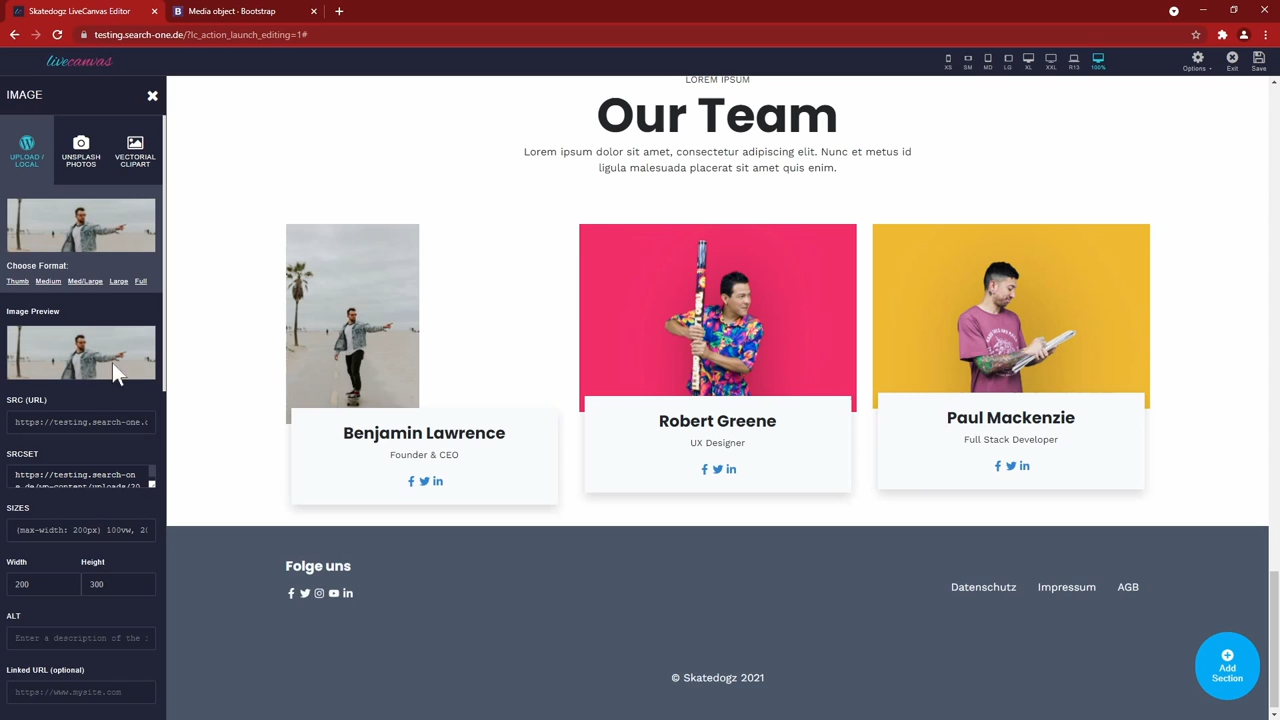 Skatedogz LiveCanvas Editor
Media object · Bootstrap
testing.search-one.de/?lc_action_launch_editing=1#
livecanvas
XS
SM
MD
LG
XL
XXL
R13
100%
Options
Exit
Save
IMAGE
UPLOAD /
LOCAL
UNSPLASH
PHOTOS
VECTORIAL
CLIPART
Choose Format:
Thumb Medium Med/Large Large Full
Image Preview
SRC (URL)
https://testing.search-one.c
SRCSET
https://testing.search-on
e.de/wp-content/uploads/20
SIZES
(max-width: 200px) 100vw, 20
Width Height
200 300
ALT
Enter a description of the :
Linked URL (optional)
https://www.mysite.com
LOREM IPSUM
Our Team
Lorem ipsum dolor sit amet, consectetur adipiscing elit. Nunc et metus id
ligula malesuada placerat sit amet quis enim.
Benjamin Lawrence
Founder & CEO
Robert Greene
UX Designer
Paul Mackenzie
Full Stack Developer
Folge uns
Datenschutz Impressum AGB
© Skatedogz 2021
Add
Section